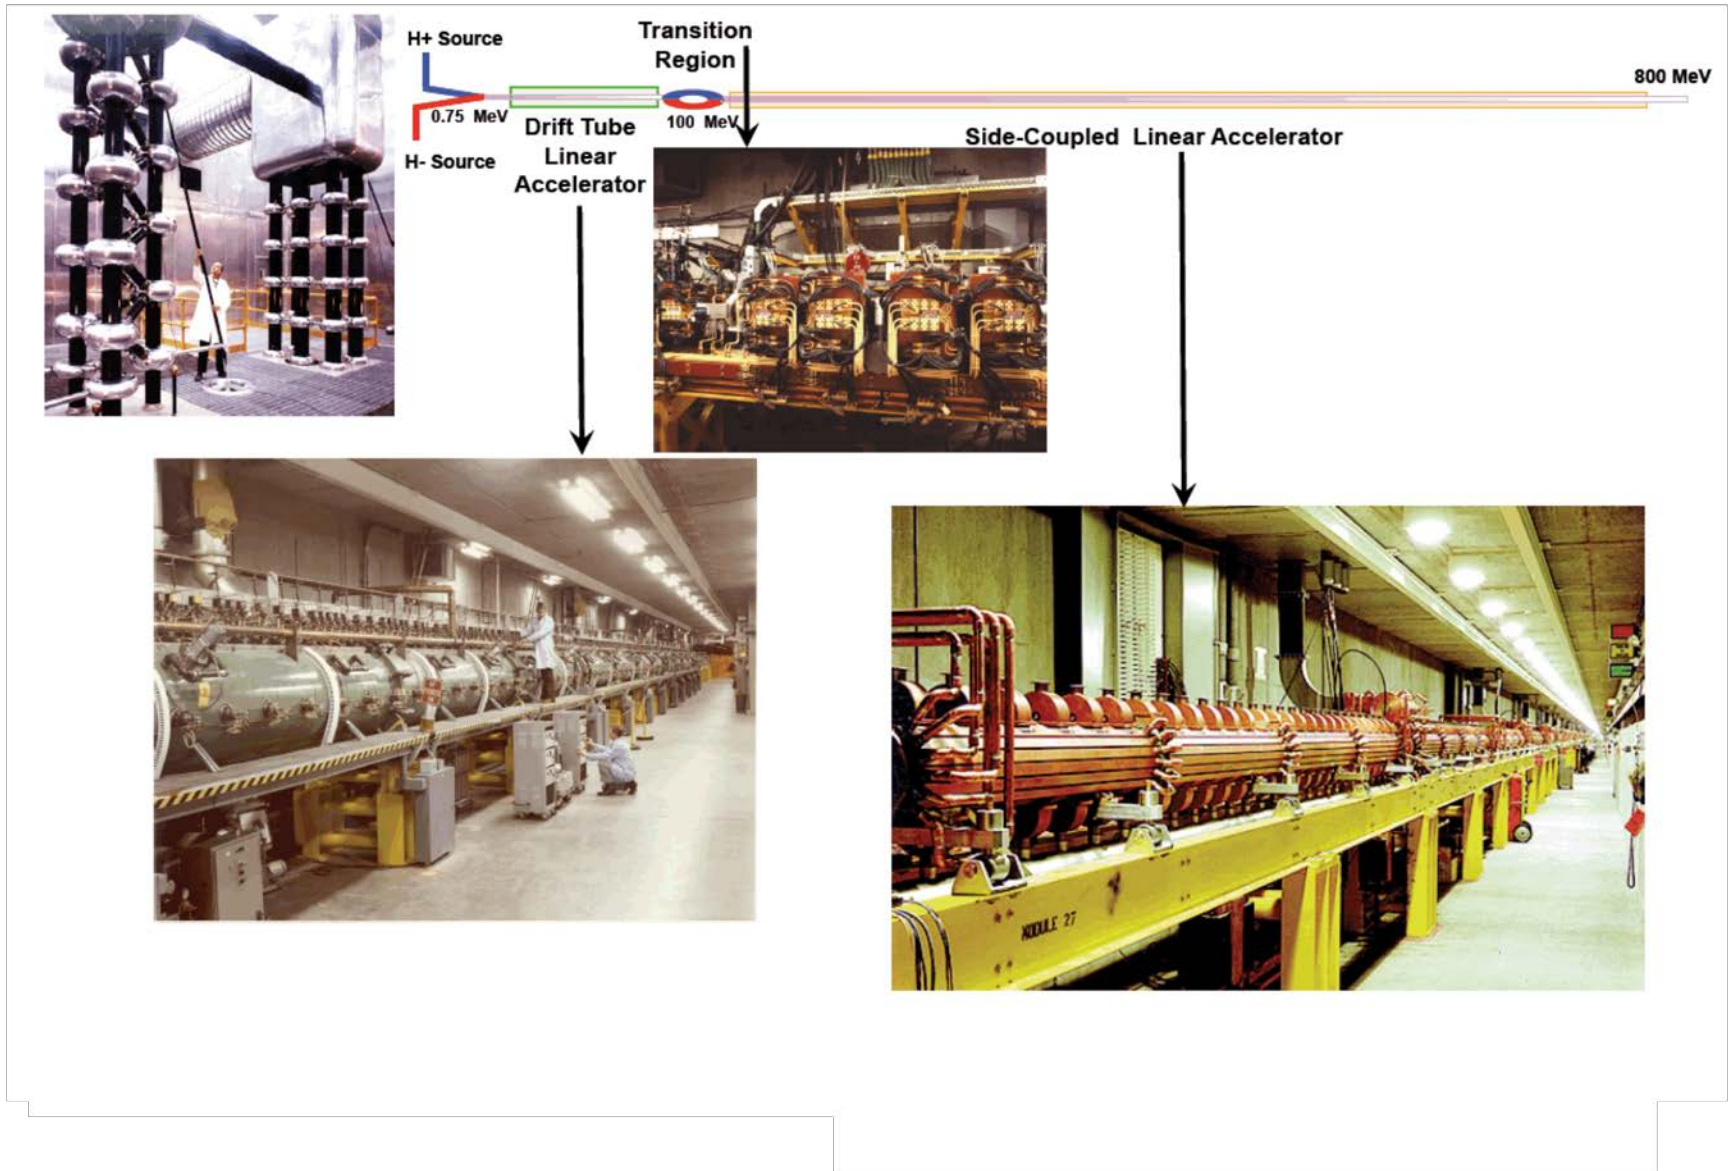 H+ Source
Transition
Region
800 MeV
0.75 MeV
100 MeV
Drift Tube
Linear
Accelerator
Side-Coupled Linear Accelerator
H- Source
MODULE 27